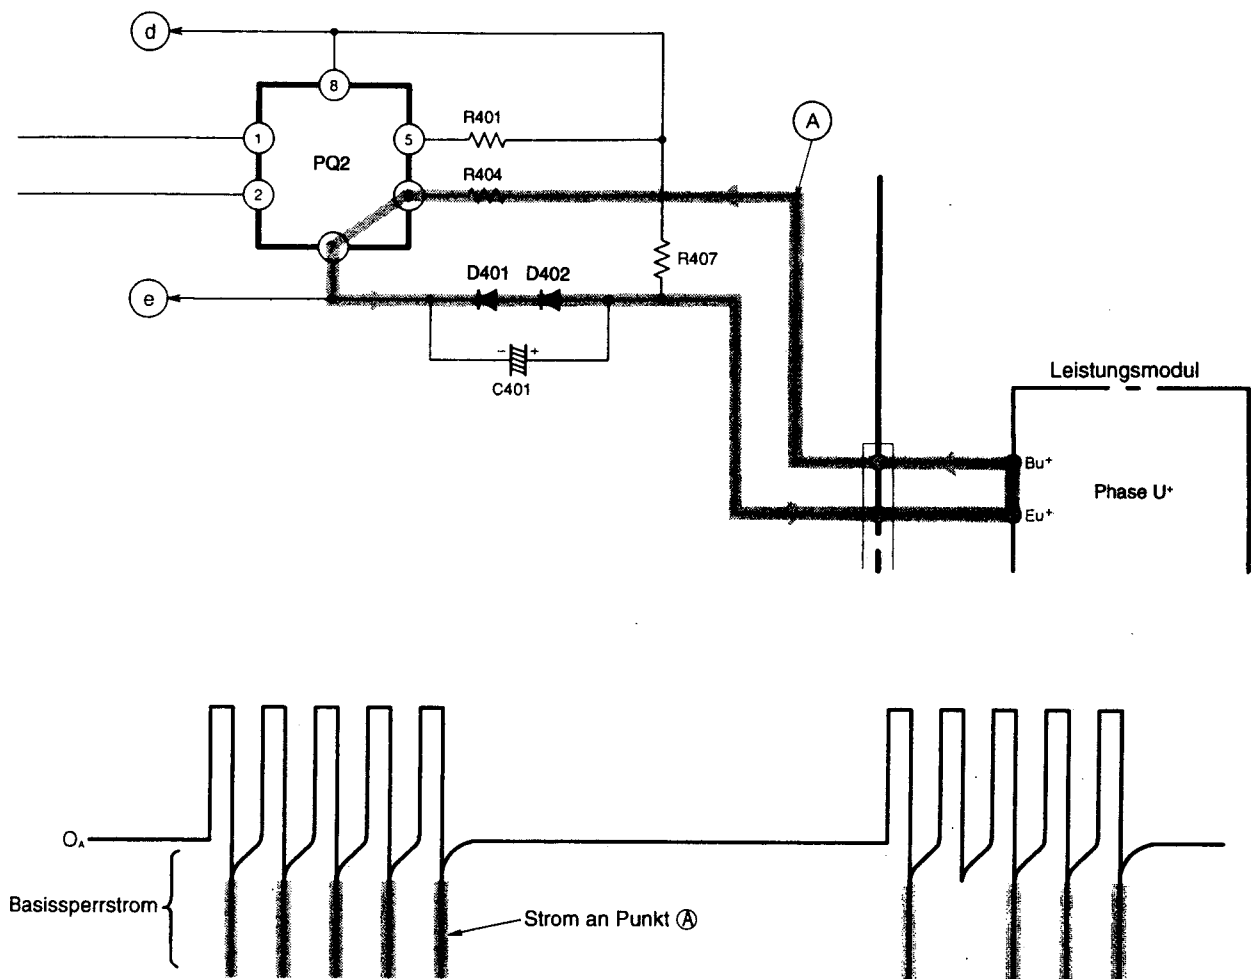 d
8
R401
A
1
5
PQ2
R404
2
R407
D401 D402
e
- +
C401
Leistungsmodul
Bu+
Phase U+
Eu+
OA
Basissperrstrom
Strom an Punkt Ⓐ